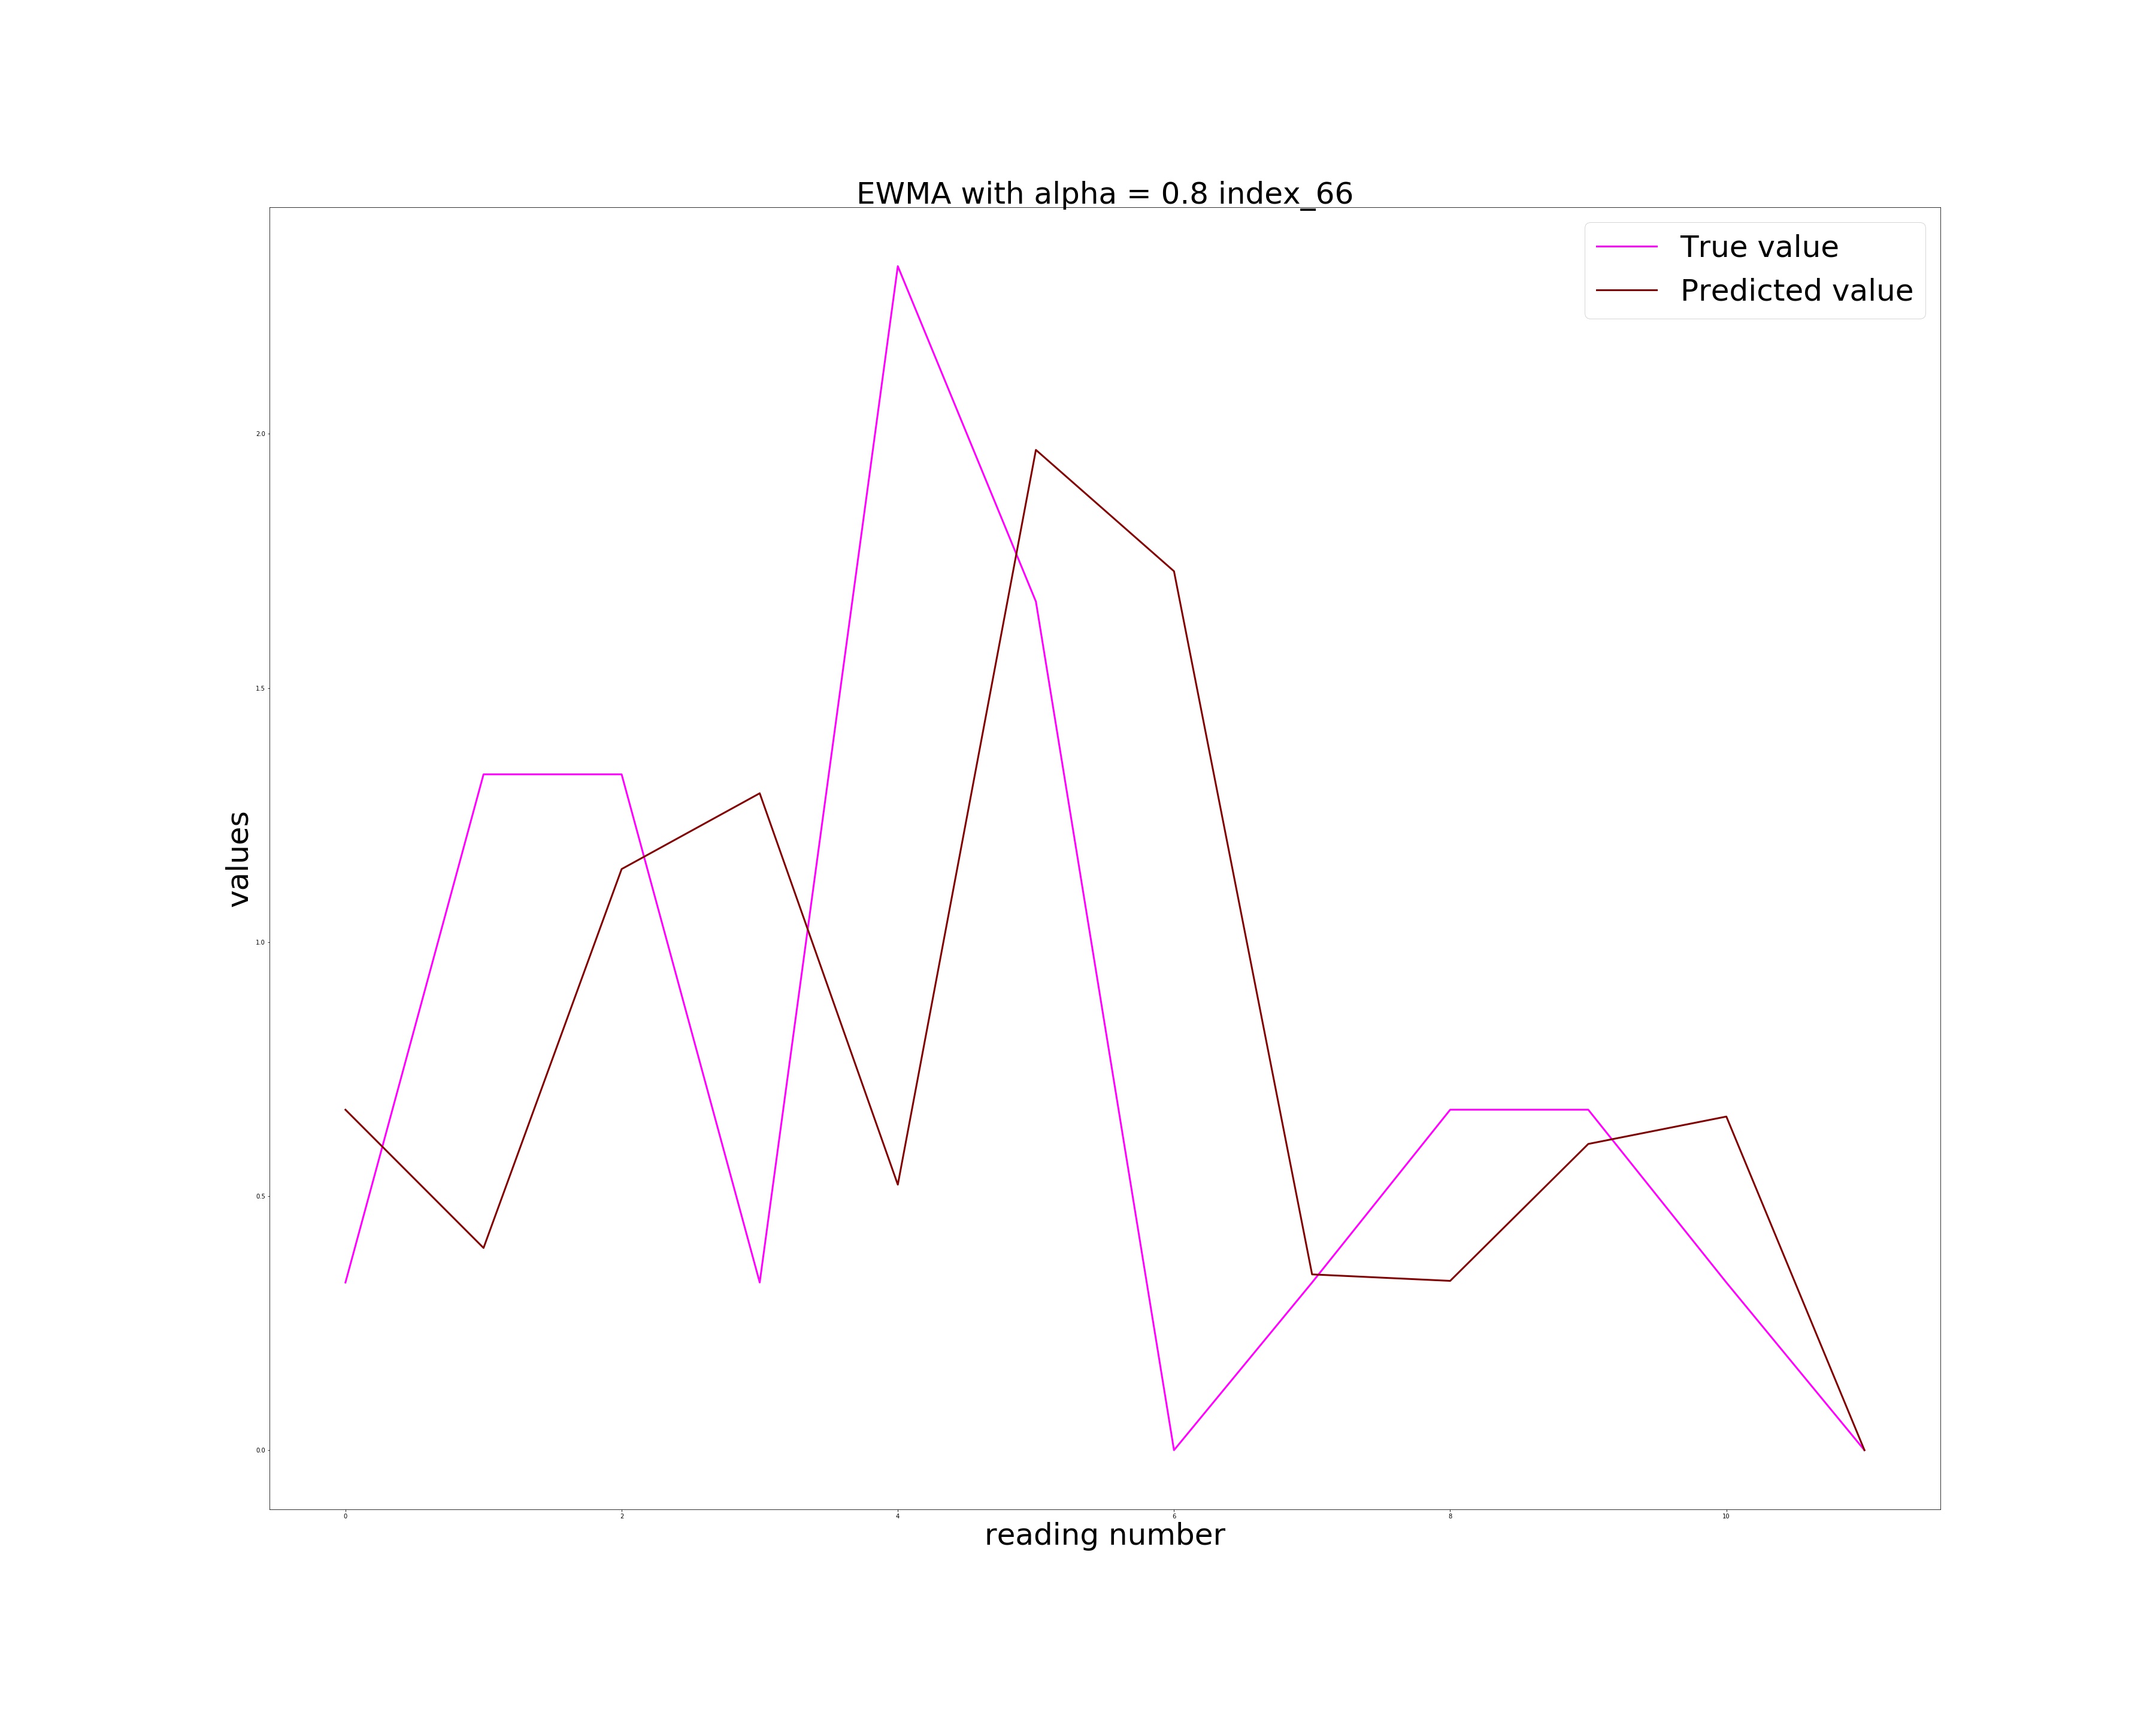 EWMA with alpha = 0.8 index_66
True value
Predicted value
2.0
1.5
1.0
0.5
0.0
values
0 2 4 6 8 10
reading number